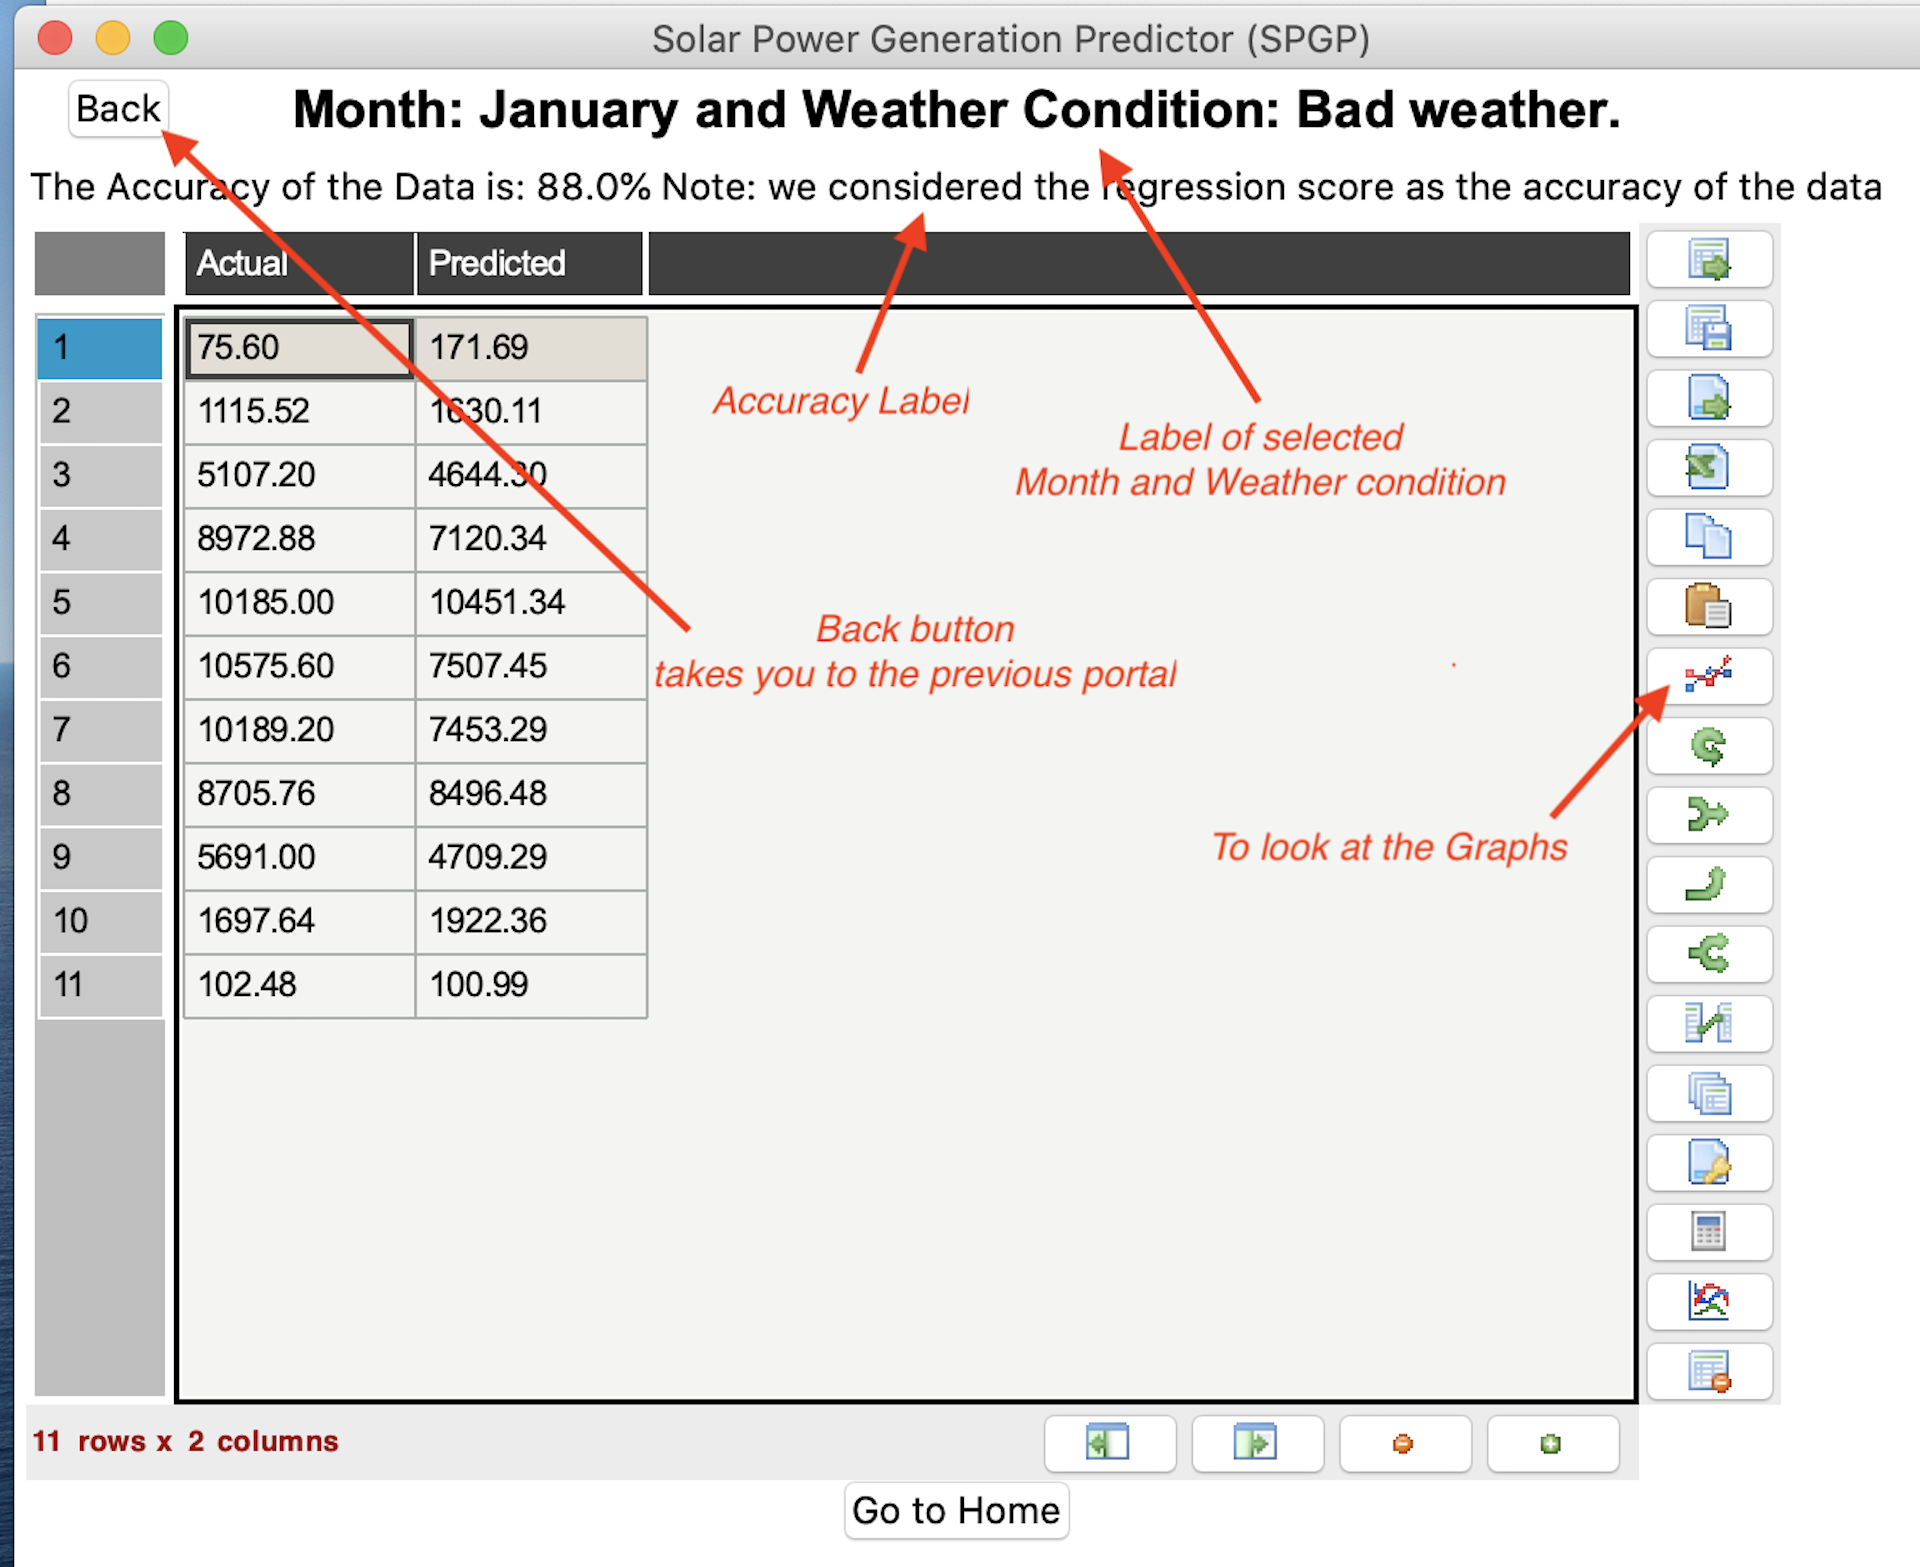 Solar Power Generation Predictor (SPGP)
Back
Month: January and Weather Condition: Bad weather.
The Accuracy of the Data is: 88.0% Note: we considered the regression score as the accuracy of the data
Actual Predicted
1 75.60 171.69
2 1115.52 1630.11
3 5107.20 4644.30
4 8972.88 7120.34
5 10185.00 10451.34
6 10575.60 7507.45
7 10189.20 7453.29
8 8705.76 8496.48
9 5691.00 4709.29
10 1697.64 1922.36
11 102.48 100.99
Accuracy Label
Label of selected
Month and Weather condition
Back button
takes you to the previous portal
To look at the Graphs
11 rows x 2 columns
Go to Home